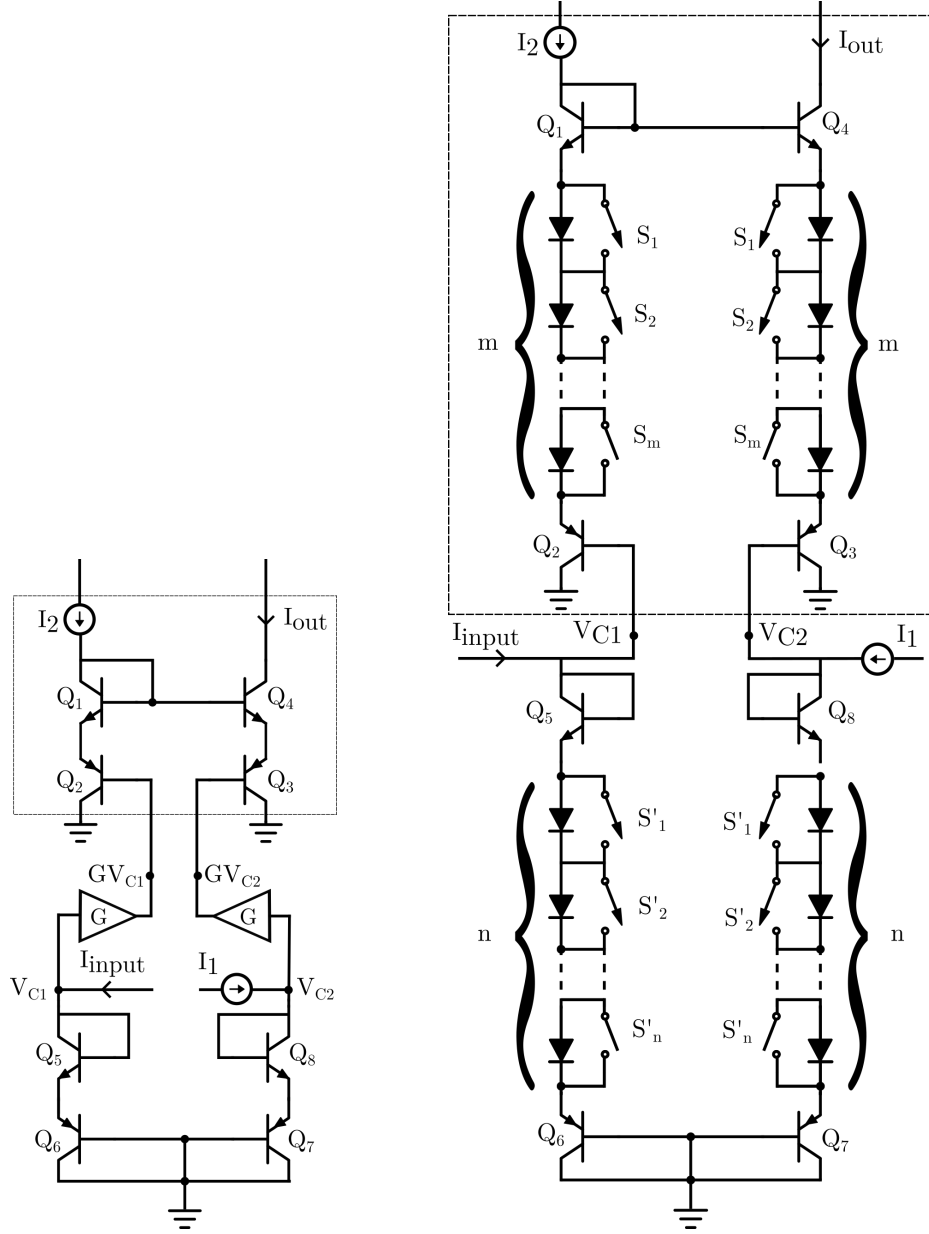 I2
Iout
Q1
Q4
Q2
Q3
GVC1
GVC2
G
G
Iinput
I1
VC1
VC2
Q5
Q8
Q6
Q7
I2
Iout
Q1
Q4
S1
S1
S2
S2
m
m
Sm
Sm
Q2
Q3
Iinput
VC1
VC2
I1
Q5
Q8
S'1
S'1
S'2
S'2
n
n
S'n
S'n
Q6
Q7